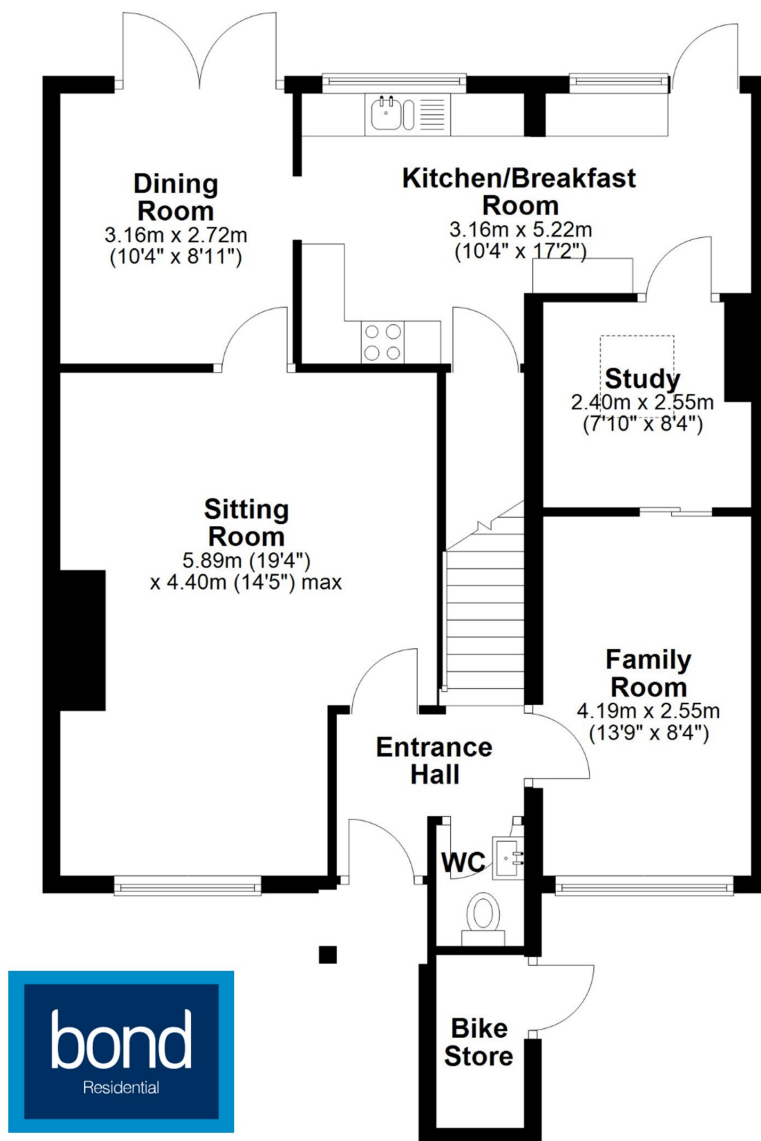 Dining
Room
3.16m x 2.72m
(10'4" x 8'11")
Kitchen/Breakfast
Room
3.16m x 5.22m
(10'4" x 17'2")
Study
2.40m x 2.55m
(7'10" x 8'4")
Sitting
Room
5.89m (19'4")
x 4.40m (14'5") max
Family
Room
4.19m x 2.55m
(13'9" x 8'4")
Entrance
Hall
WC
Bike
Store
bond
Residential